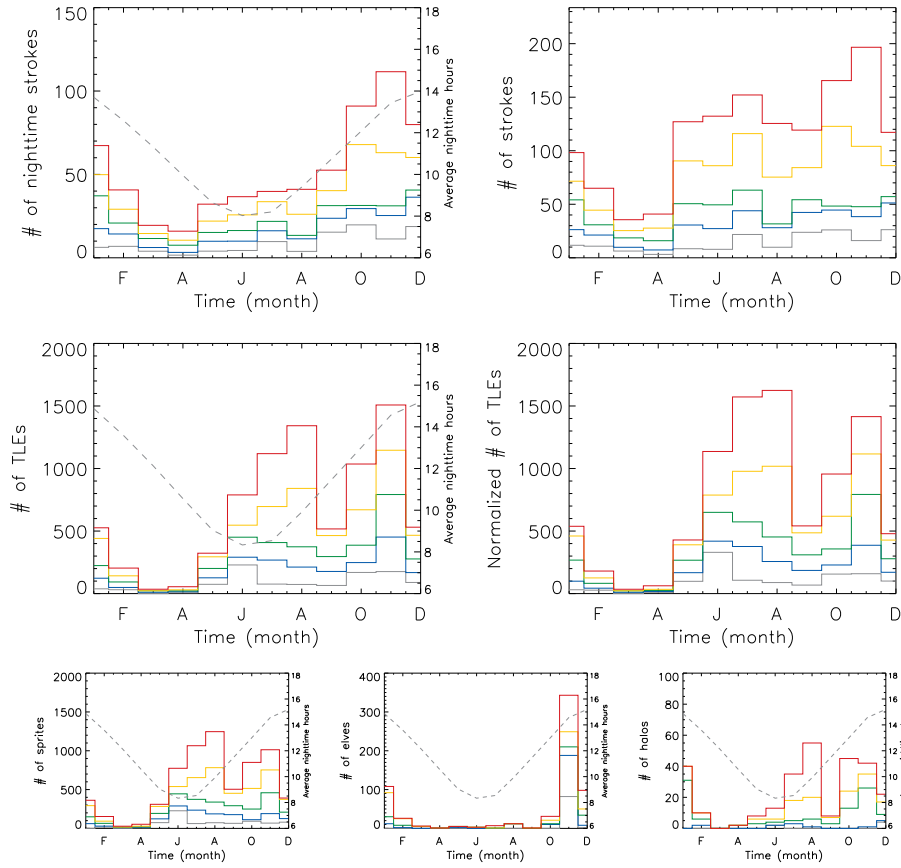 # of nighttime strokes
150
100
50
0
18
16
14
12
10
8
6
Average nighttime hours
F A J A O D
Time (month)
# of strokes
200
150
100
50
0
F A J A O D
Time (month)
# of TLEs
2000
1500
1000
500
0
18
16
14
12
10
8
6
Average nighttime hours
F A J A O D
Time (month)
Normalized # of TLEs
2000
1500
1000
500
0
F A J A O D
Time (month)
# of sprites
2000
1500
1000
500
0
18
16
14
12
10
8
6
Average nighttime hours
F A J A O D
Time (month)
# of elves
400
300
200
100
0
18
16
14
12
10
8
6
Average nighttime hours
F A J A O D
Time (month)
# of halos
100
80
60
40
20
0
18
16
14
12
10
8
6
F A J A O D
Time (month)